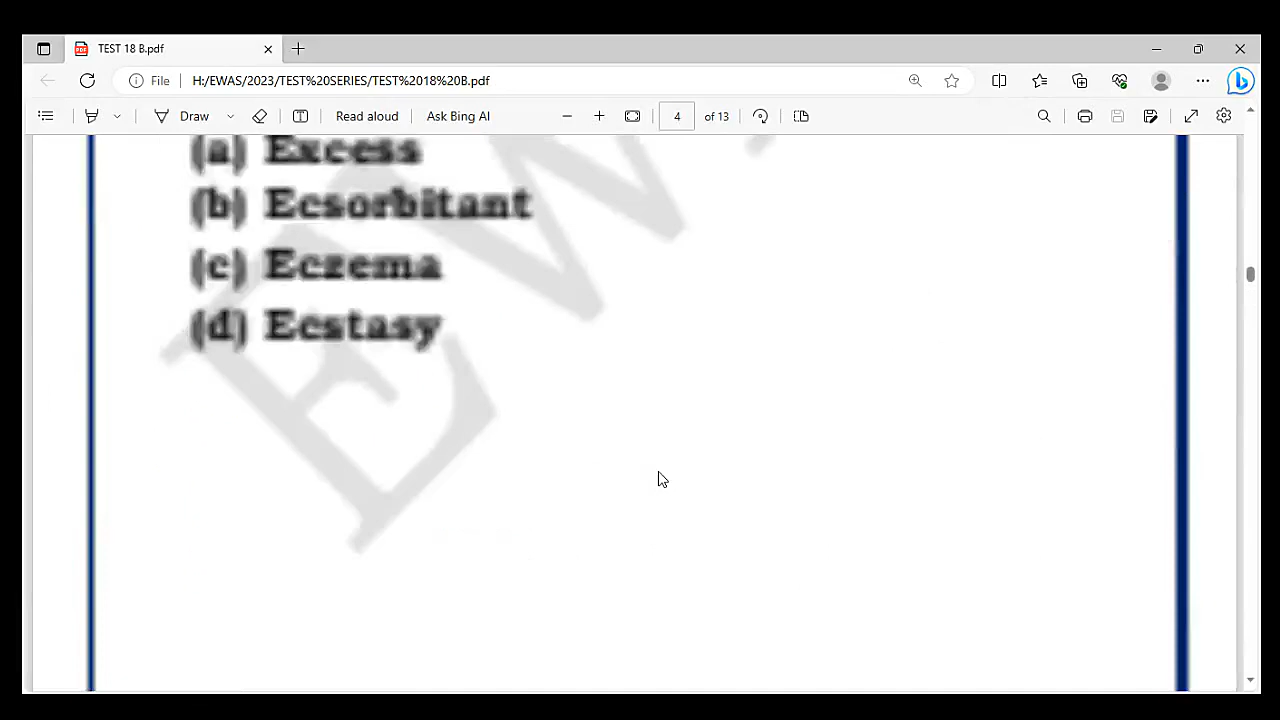 TEST 18 B.pdf
File H:/EWAS/2023/TEST%20SERIES/TEST%2018%20B.pdf
Draw Read aloud Ask Bing AI 4 of 13
(a) Excess
(b) Ecsorbitant
(c) Eczema
(d) Ecstasy
EW